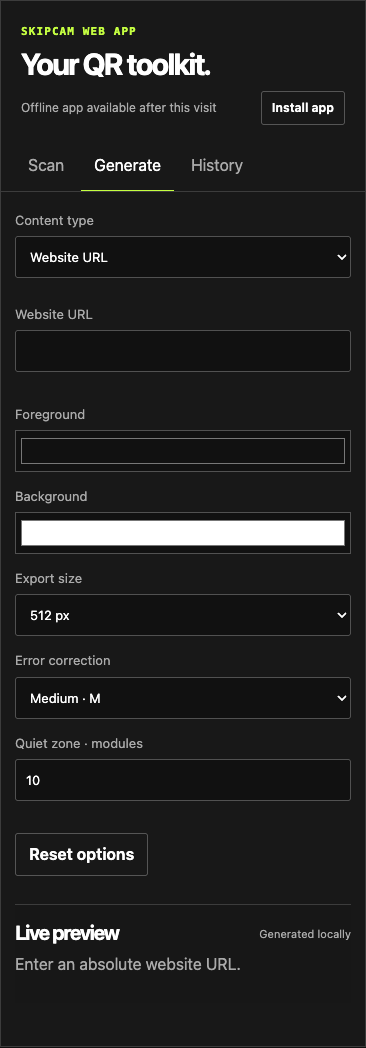 SKIPCAM WEB APP
Your QR toolkit.
Offline app available after this visit
Install app
Scan
Generate
History
Content type
Website URL
Website URL
Foreground
Background
Export size
512 px
Error correction
Medium · M
Quiet zone · modules
10
Reset options
Live preview
Generated locally
Enter an absolute website URL.